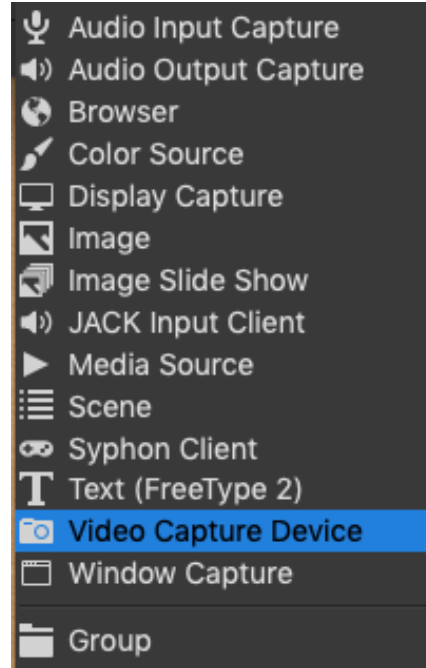 Audio Input Capture
Audio Output Capture
Browser
Color Source
Display Capture
Image
Image Slide Show
JACK Input Client
Media Source
Scene
Syphon Client
Text (FreeType 2)
Video Capture Device
Window Capture
Group